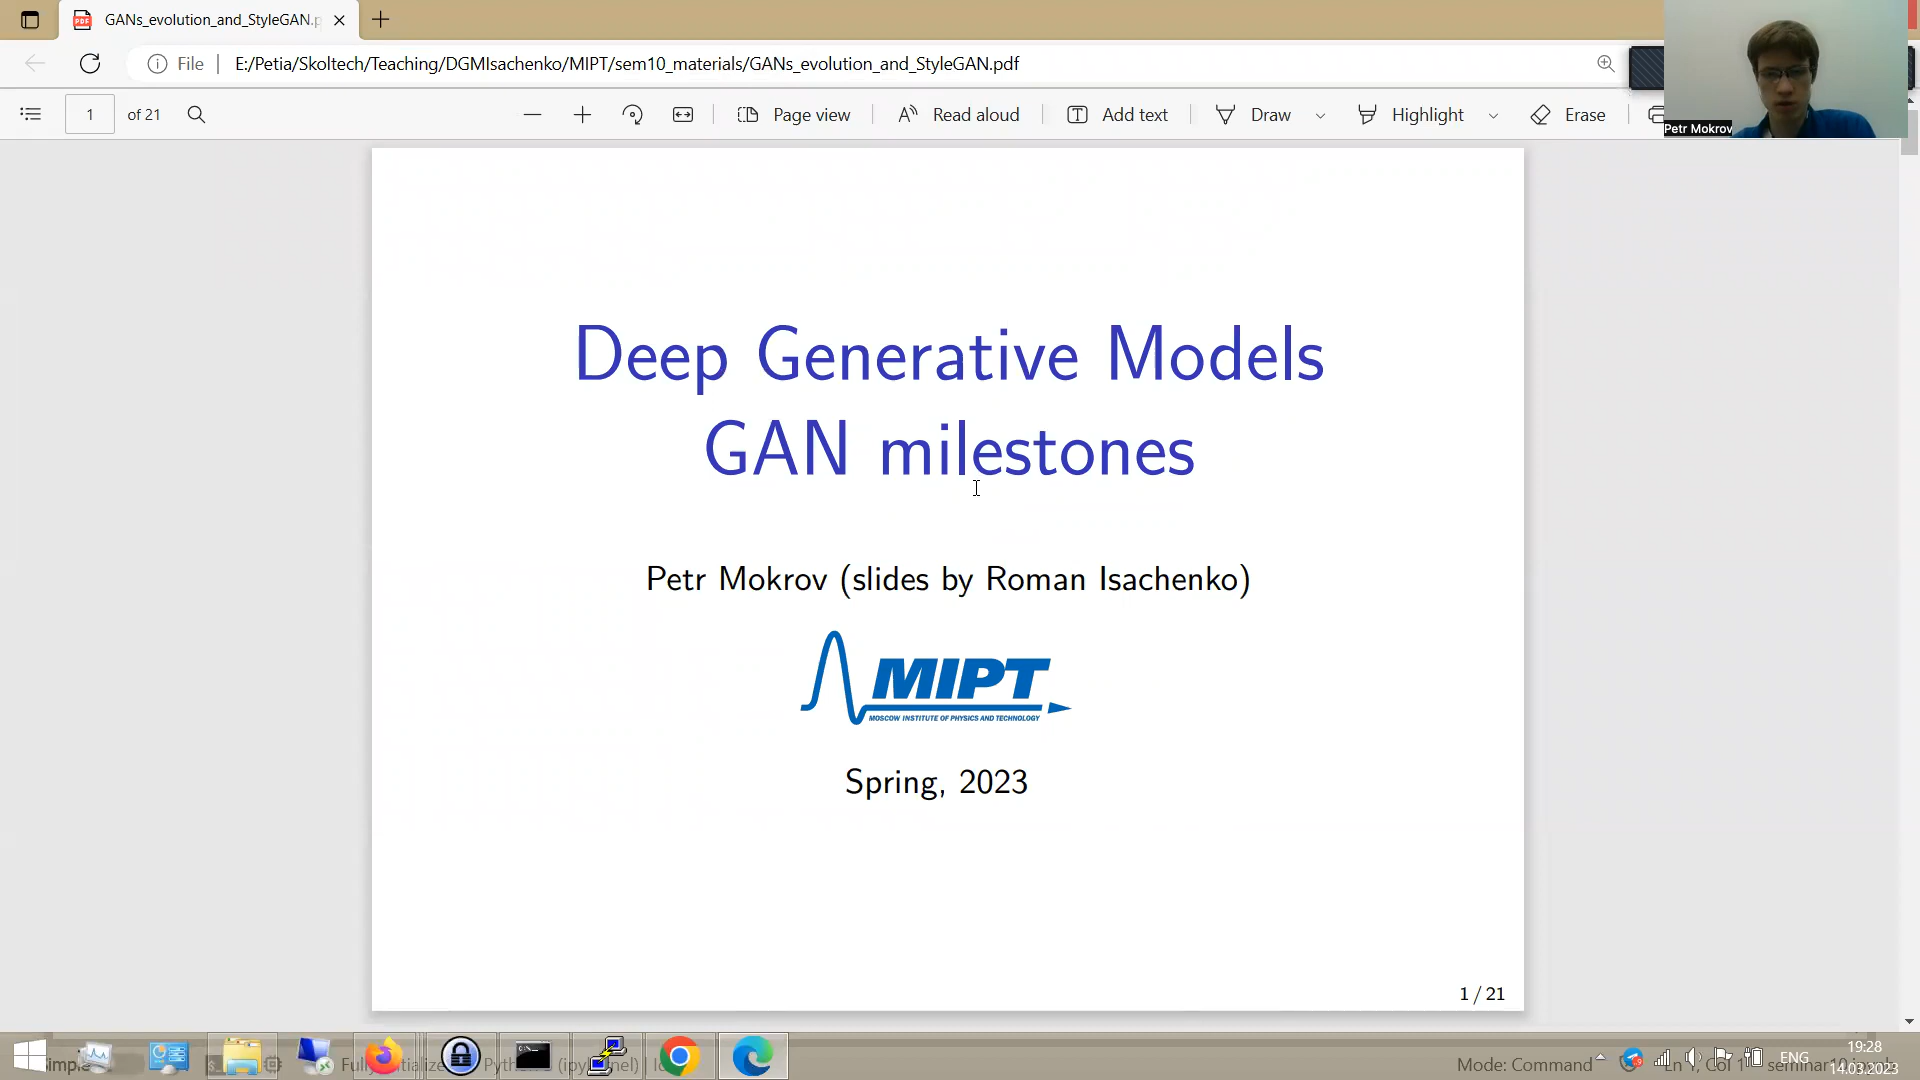 GANs_evolution_and_StyleGAN.p
File
E:/Petia/Skoltech/Teaching/DGMIsachenko/MIPT/sem10_materials/GANs_evolution_and_StyleGAN.pdf
1 of 21 Page view Read aloud Add text Draw Highlight Erase
Petr Mokrov
Deep Generative Models
GAN milestones
Petr Mokrov (slides by Roman Isachenko)
MIPT
MOSCOW INSTITUTE OF PHYSICS AND TECHNOLOGY
Spring, 2023
1 / 21
Mode: Command
ENG
19:28
14.03.2023